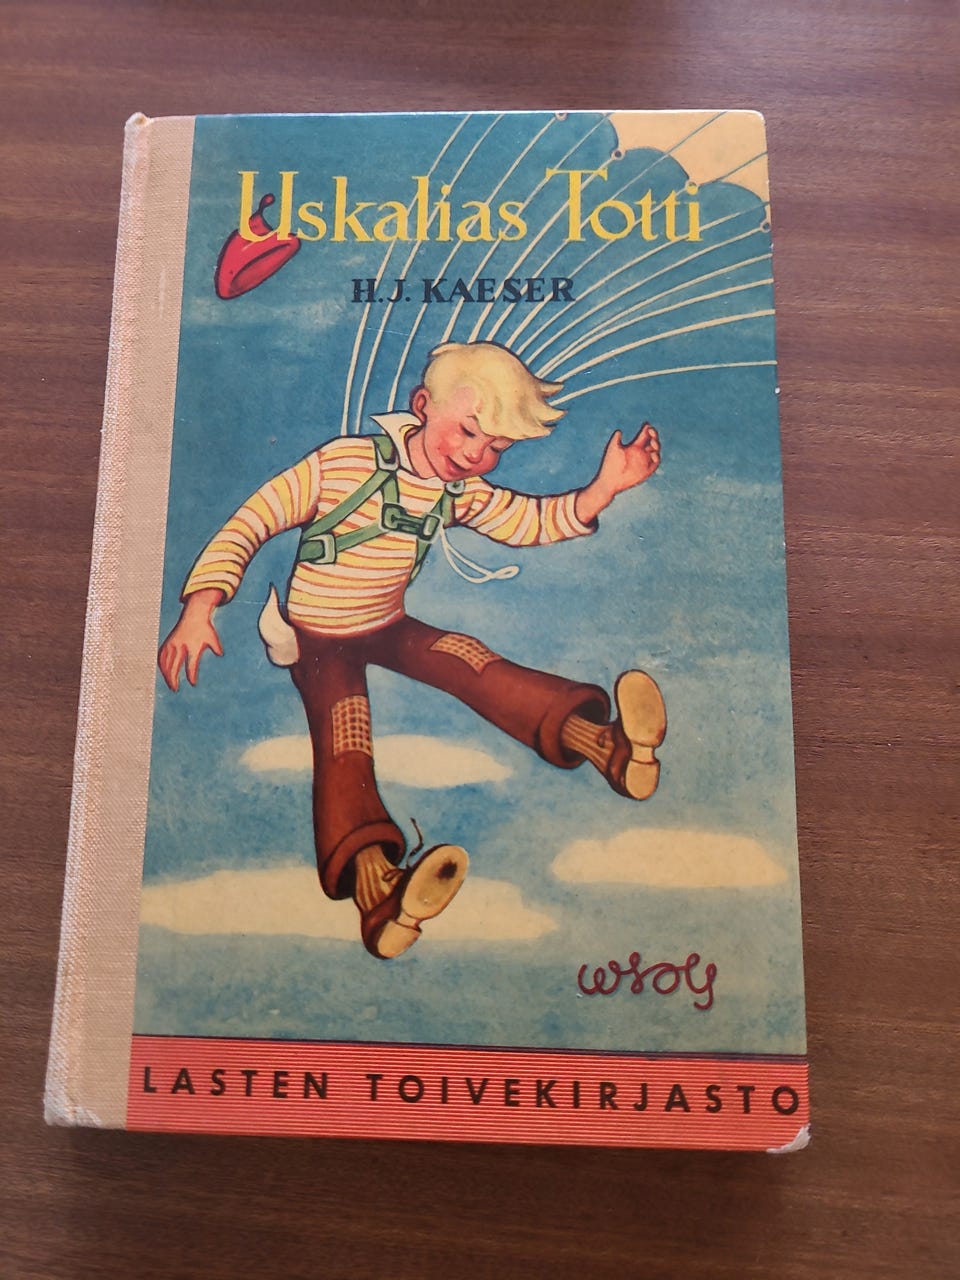 Uskalias Totti
H.J. KAESER
WSOY
LASTEN TOIVEKIRJASTO